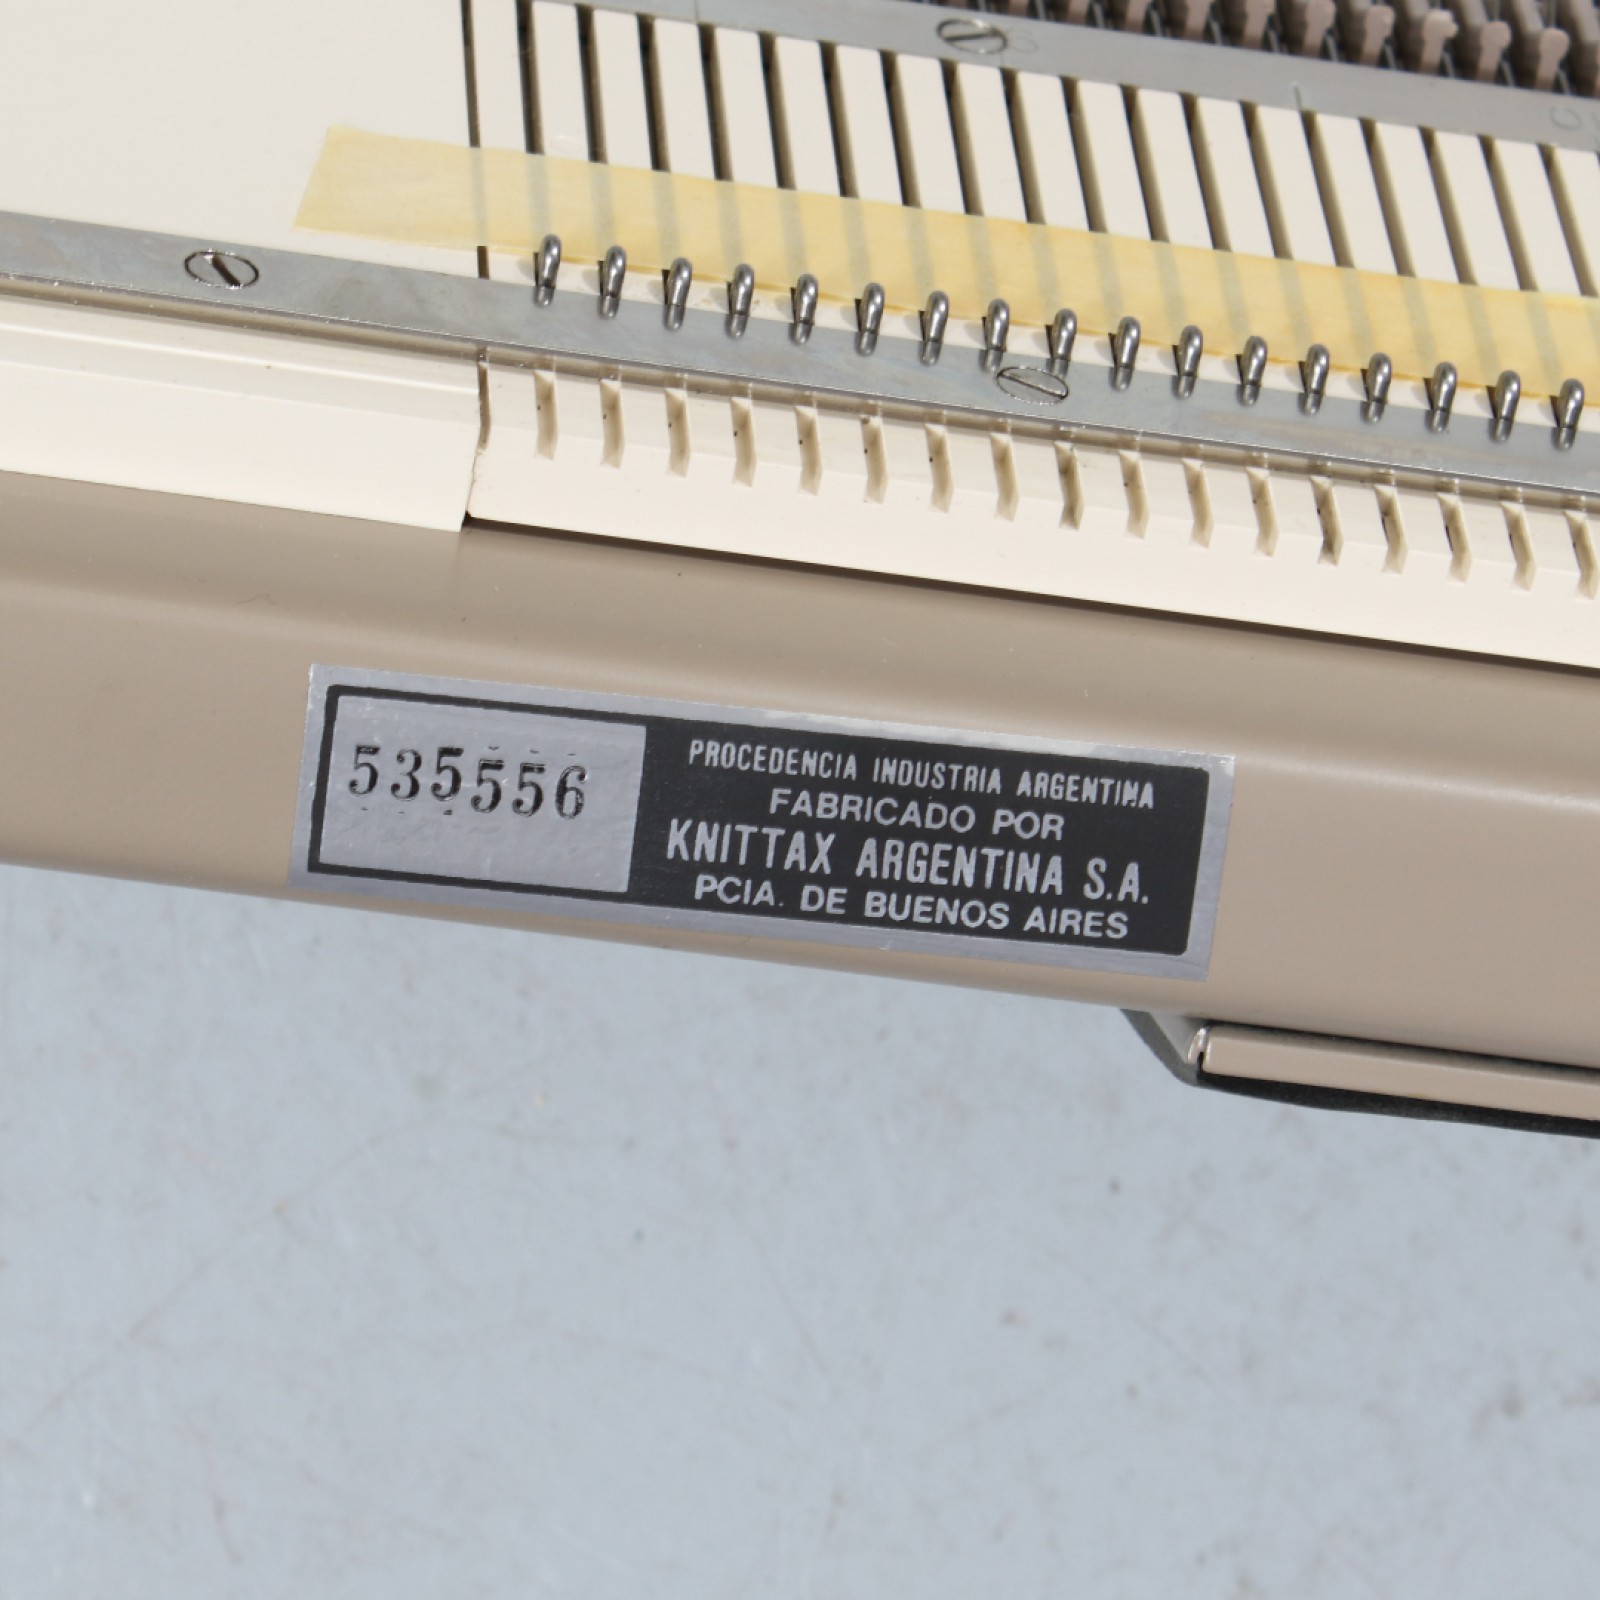 535556
PROCEDENCIA INDUSTRIA ARGENTINA
FABRICADO POR
KNITTAX ARGENTINA S.A.
PCIA. DE BUENOS AIRES